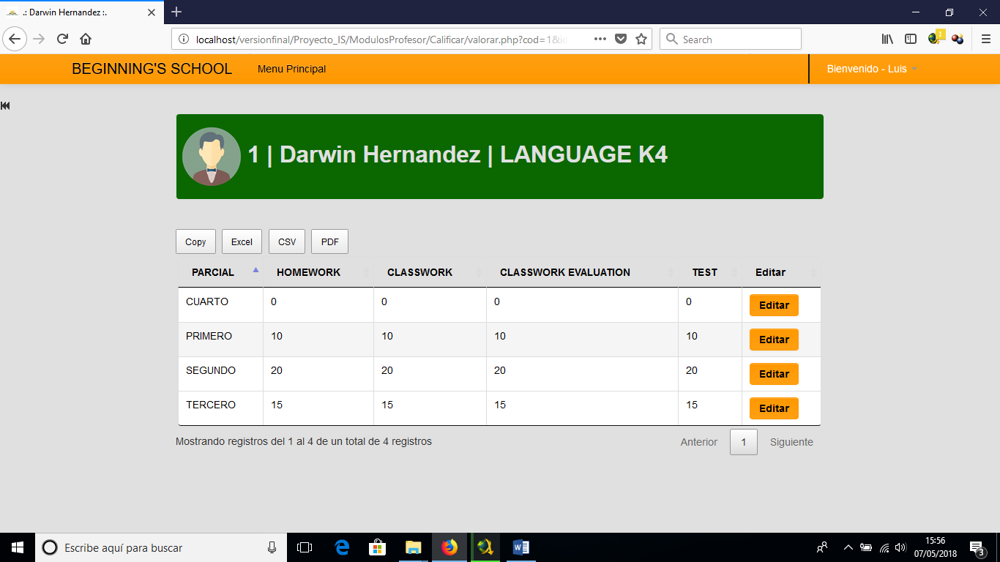 .: Darwin Hernandez :.
localhost/versionfinal/Proyecto_IS/ModulosProfesor/Calificar/valorar.php?cod=1&
Search
BEGINNING'S SCHOOL Menu Principal Bienvenido - Luis
1 | Darwin Hernandez | LANGUAGE K4
Copy Excel CSV PDF
PARCIAL HOMEWORK CLASSWORK CLASSWORK EVALUATION TEST Editar
CUARTO 0 0 0 0 Editar
PRIMERO 10 10 10 10 Editar
SEGUNDO 20 20 20 20 Editar
TERCERO 15 15 15 15 Editar
Mostrando registros del 1 al 4 de un total de 4 registros Anterior 1 Siguiente
Escribe aquí para buscar
15:56
07/05/2018
3